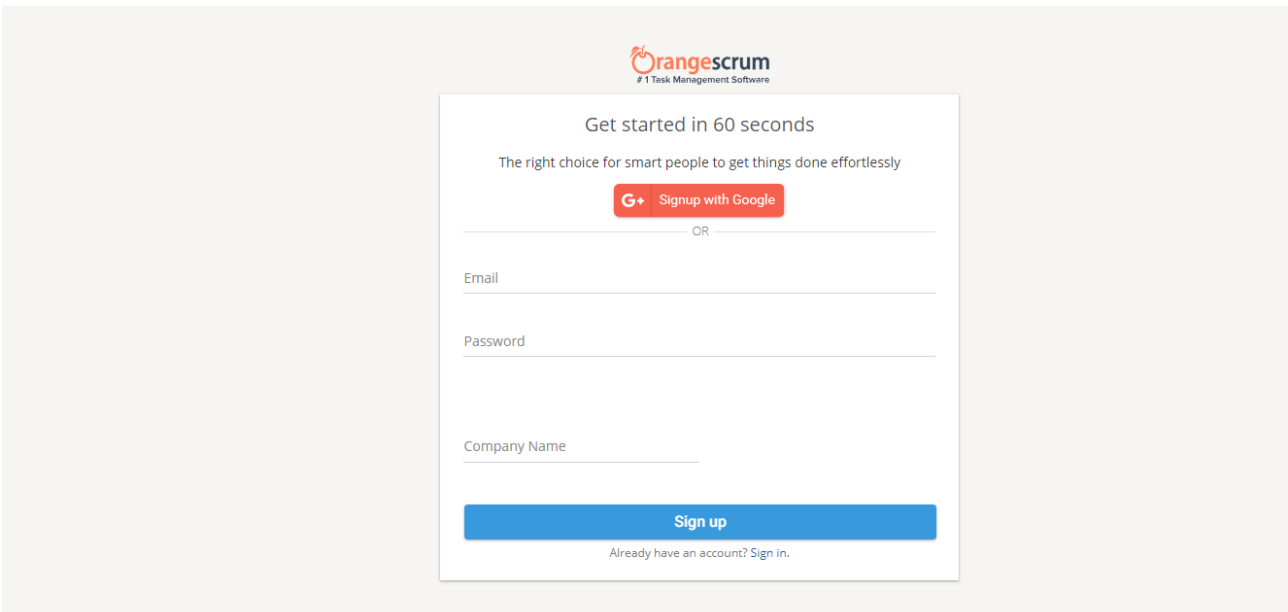 Orangescrum
# 1 Task Management Software
Get started in 60 seconds
The right choice for smart people to get things done effortlessly
G+ Signup with Google
OR
Email
Password
Company Name
Sign up
Already have an account? Sign in.